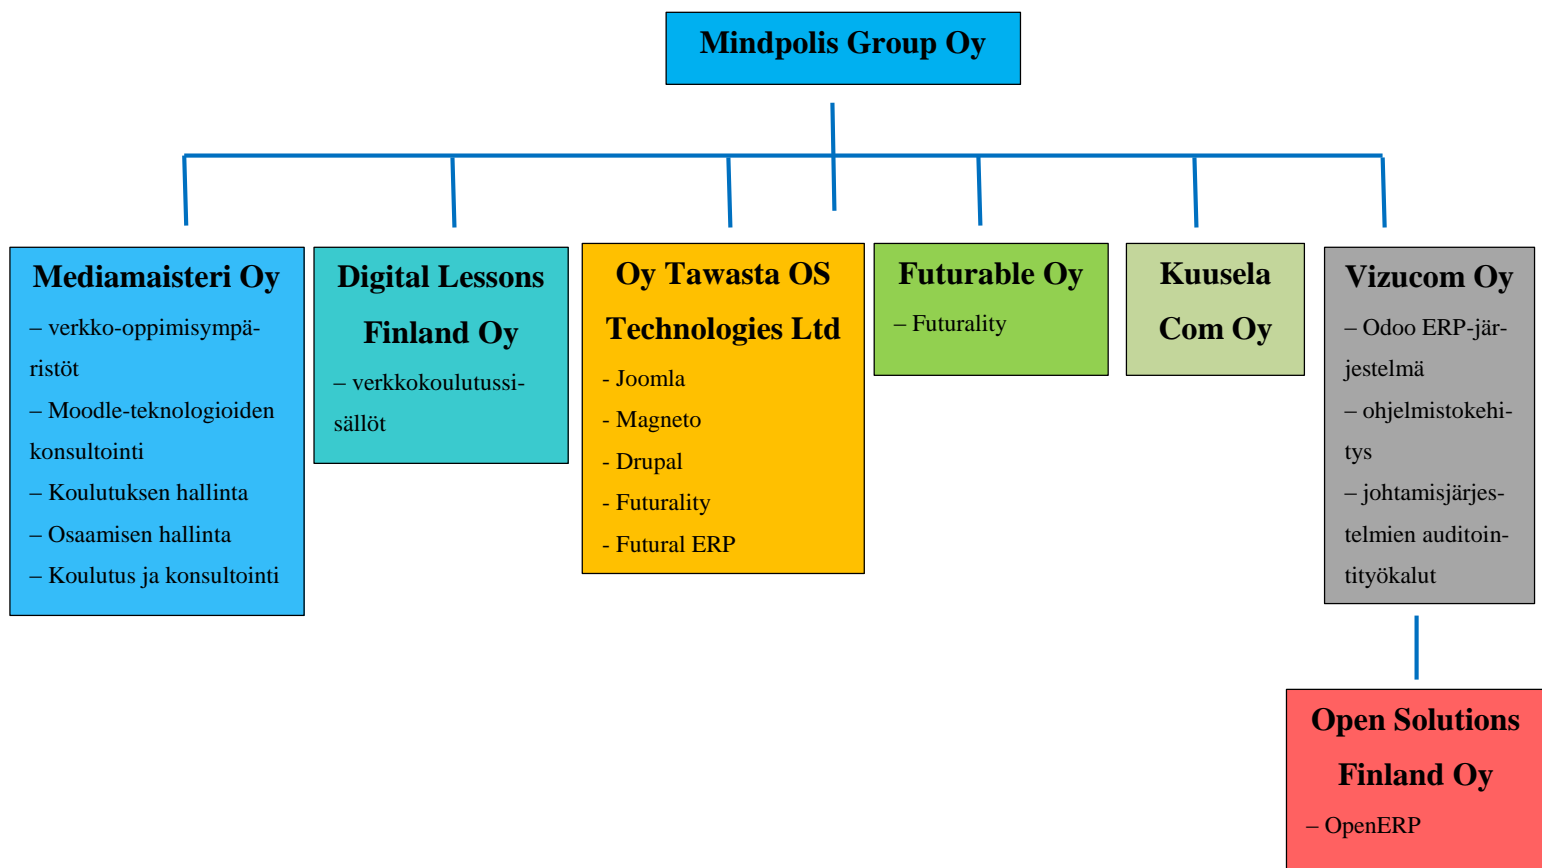 Mindpolis Group Oy
Mediamaisteri Oy
– verkko-oppimisympä-
ristöt
– Moodle-teknologioiden
konsultointi
– Koulutuksen hallinta
– Osaamisen hallinta
– Koulutus ja konsultointi
Digital Lessons
Finland Oy
– verkkokoulutussi-
sällöt
Oy Tawasta OS
Technologies Ltd
- Joomla
- Magneto
- Drupal
- Futurality
- Futural ERP
Futurable Oy
– Futurality
Kuusela
Com Oy
Vizucom Oy
– Odoo ERP-jär-
jestelmä
– ohjelmistokehi-
tys
– johtamisjärjes-
telmien auditoin-
tityökalut
Open Solutions
Finland Oy
– OpenERP